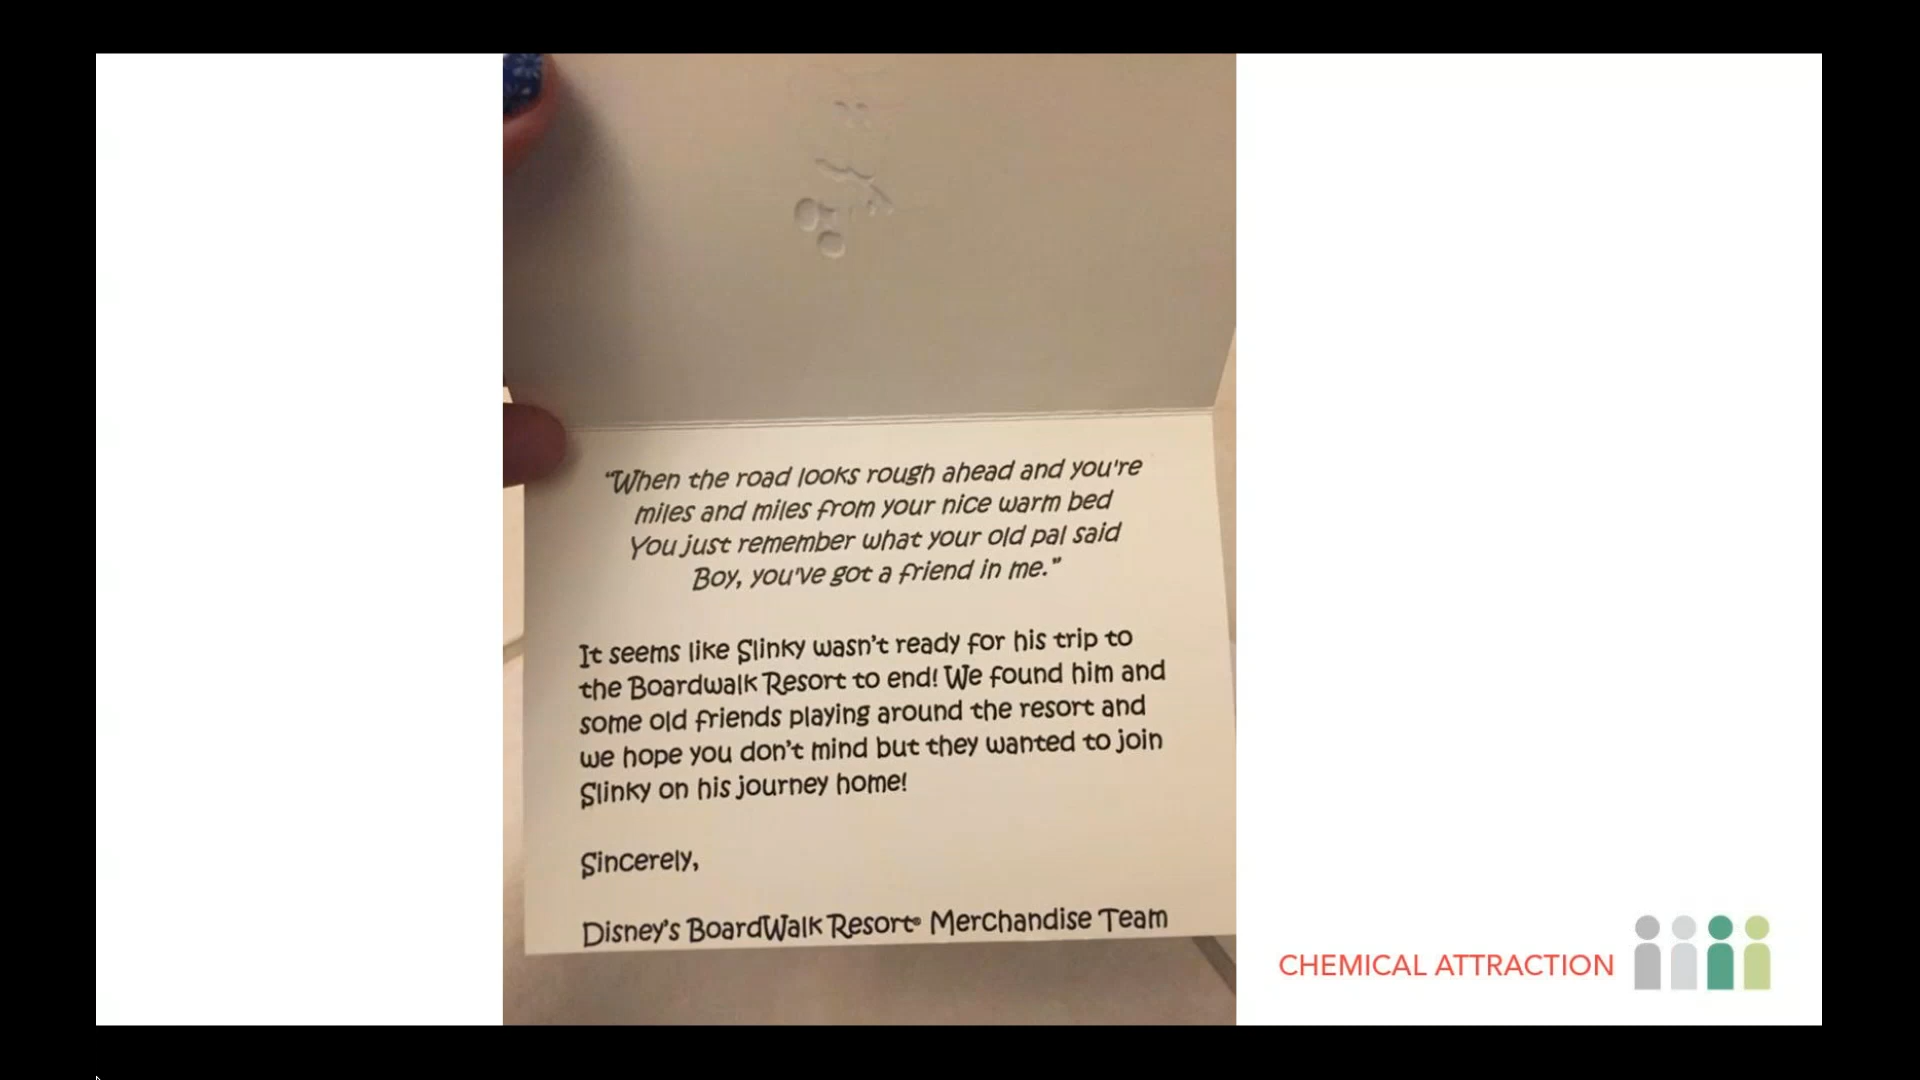 “When the road looks rough ahead and you're
miles and miles from your nice warm bed
You just remember what your old pal said
Boy, you've got a friend in me.”
It seems like Slinky wasn't ready for his trip to
the Boardwalk Resort to end! We found him and
some old friends playing around the resort and
we hope you don't mind but they wanted to join
Slinky on his journey home!
Sincerely,
Disney's BoardWalk Resort® Merchandise Team
CHEMICAL ATTRACTION